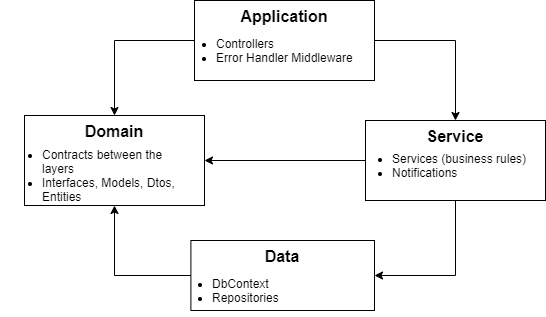 Application
Controllers
Error Handler Middleware
Domain
Contracts between the
layers
Interfaces, Models, Dtos,
Entities
Service
Services (business rules)
Notifications
Data
DbContext
Repositories